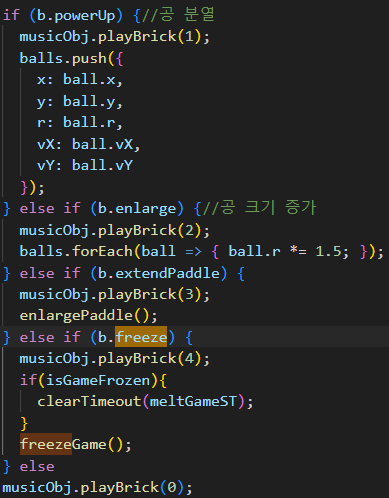 if (b.powerUp) {//공 분열
  musicObj.playBrick(1);
  balls.push({
    x: ball.x,
    y: ball.y,
    r: ball.r,
    vX: ball.vX,
    vY: ball.vY
  });
} else if (b.enlarge) {//공 크기 증가
  musicObj.playBrick(2);
  balls.forEach(ball => { ball.r *= 1.5; });
} else if (b.extendPaddle) {
  musicObj.playBrick(3);
  enlargePaddle();
} else if (b.freeze) {
  musicObj.playBrick(4);
  if(isGameFrozen){
    clearTimeout(meltGameST);
  }
  freezeGame();
} else
musicObj.playBrick(0);